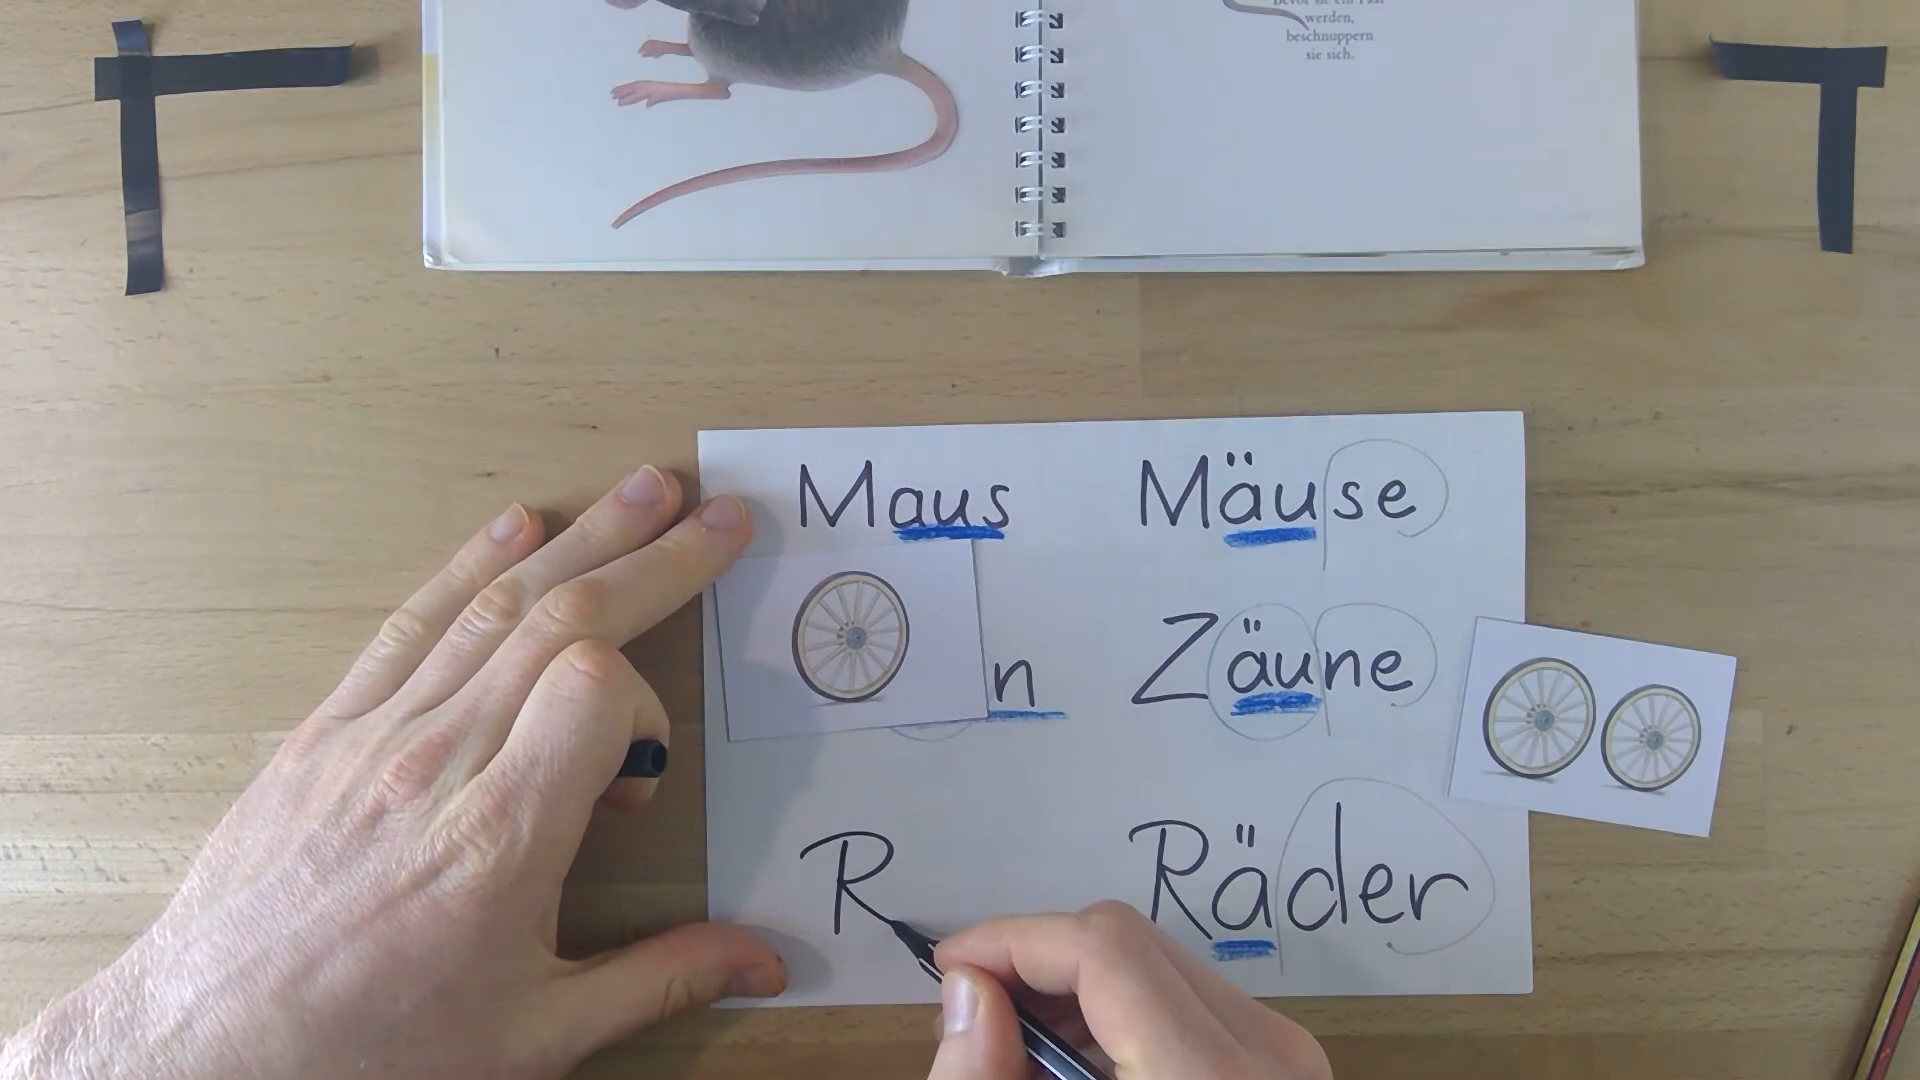 werden,
beschnuppern
sie sich.
Maus Mäuse
n Zäune
R Räder